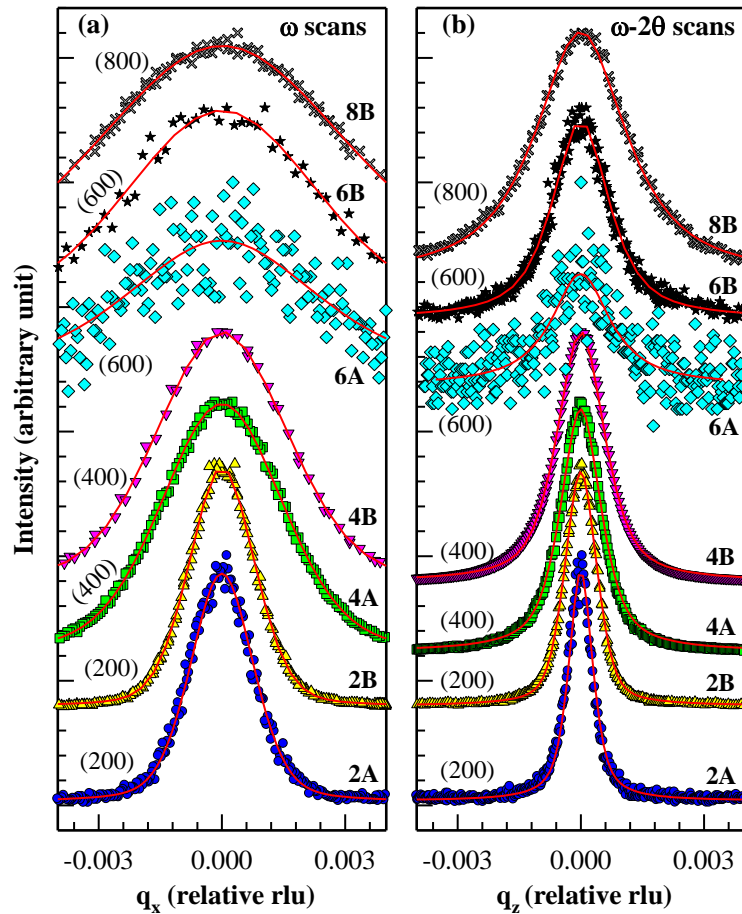 Intensity (arbitrary unit)
(a) ω scans
(800)
8B
(600)
6B
(600)
6A
(400)
4B
(400)
4A
(200)
2B
(200)
2A
-0.003 0.000 0.003
q_x (relative rlu)
(b) ω-2θ scans
(800)
8B
(600)
6B
(600)
6A
(400)
4B
(400)
4A
(200)
2B
(200)
2A
-0.003 0.000 0.003
q_z (relative rlu)